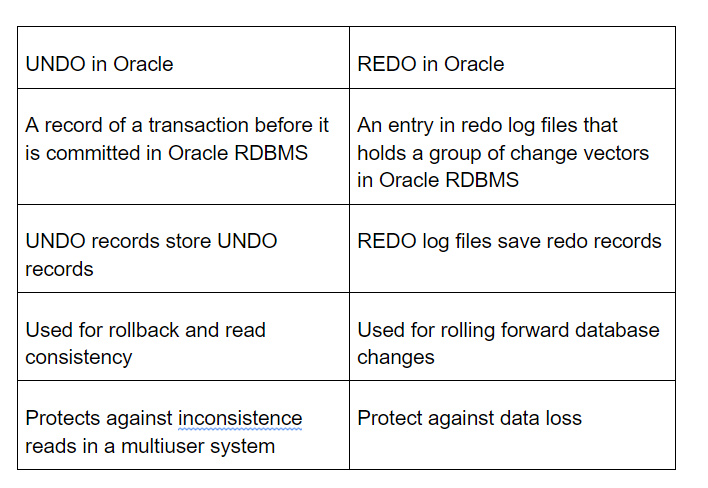 UNDO in Oracle
REDO in Oracle
A record of a transaction before it
is committed in Oracle RDBMS
An entry in redo log files that
holds a group of change vectors
in Oracle RDBMS
UNDO records store UNDO
records
REDO log files save redo records
Used for rollback and read
consistency
Used for rolling forward database
changes
Protects against inconsistence
reads in a multiuser system
Protect against data loss